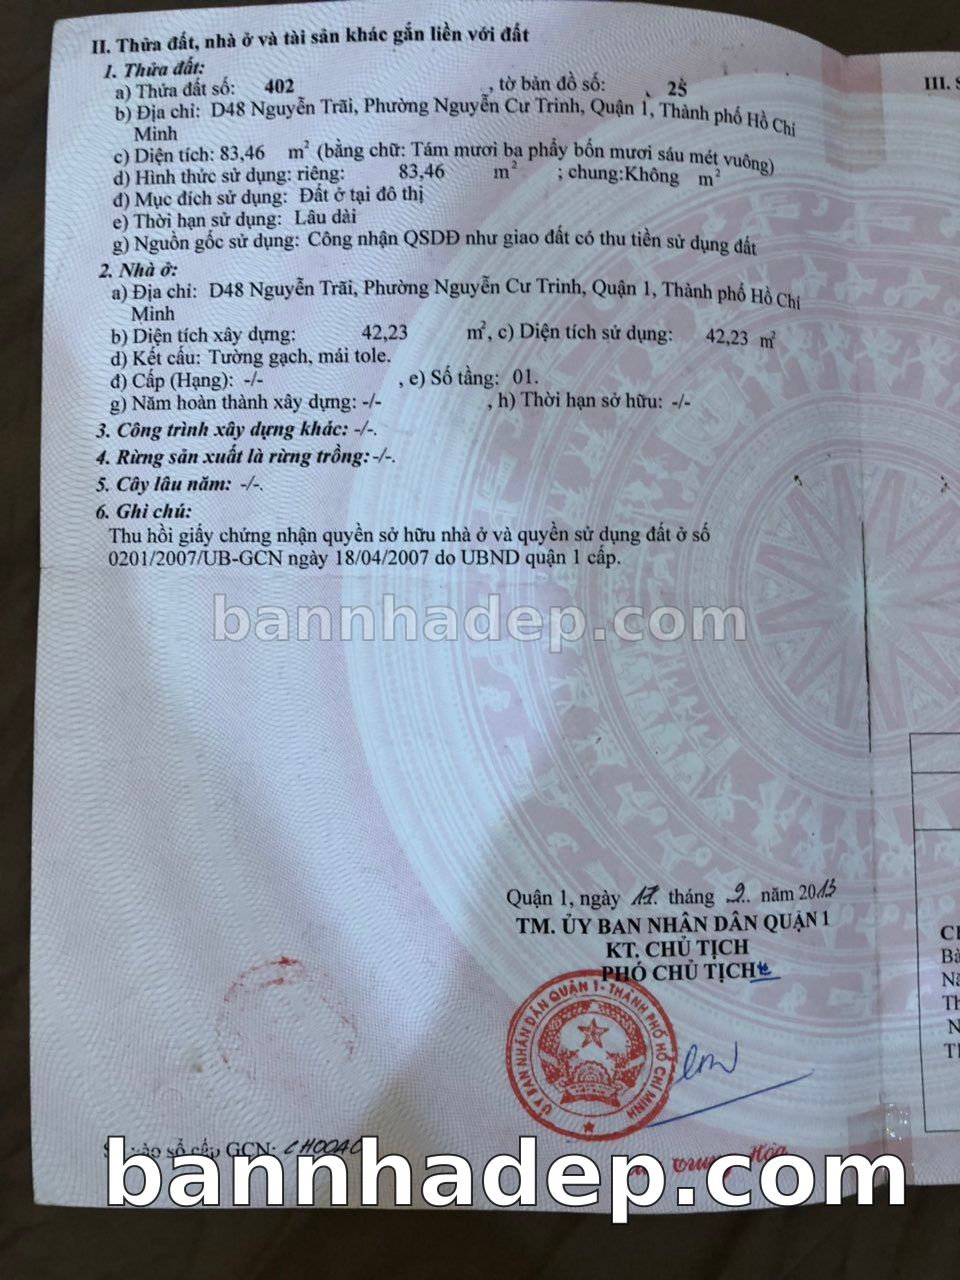 II. Thửa đất, nhà ở và tài sản khác gắn liền với đất
1. Thửa đất:
a) Thửa đất số: 402 , tờ bản đồ số: 25
b) Địa chỉ: D48 Nguyễn Trãi, Phường Nguyễn Cư Trinh, Quận 1, Thành phố Hồ Chí
Minh
c) Diện tích: 83,46 m² (bằng chữ: Tám mươi ba phẩy bốn mươi sáu mét vuông)
d) Hình thức sử dụng: riêng: 83,46 m² ; chung:Không m²
đ) Mục đích sử dụng: Đất ở tại đô thị
e) Thời hạn sử dụng: Lâu dài
g) Nguồn gốc sử dụng: Công nhận QSDĐ như giao đất có thu tiền sử dụng đất
2. Nhà ở:
a) Địa chỉ: D48 Nguyễn Trãi, Phường Nguyễn Cư Trinh, Quận 1, Thành phố Hồ Chí
Minh
b) Diện tích xây dựng: 42,23 m², c) Diện tích sử dụng: 42,23 m²
d) Kết cấu: Tường gạch, mái tole.
đ) Cấp (Hạng): -/- , e) Số tầng: 01.
g) Năm hoàn thành xây dựng: -/- , h) Thời hạn sở hữu: -/-
3. Công trình xây dựng khác: -/-.
4. Rừng sản xuất là rừng trồng: -/-.
5. Cây lâu năm: -/-.
6. Ghi chú:
Thu hồi giấy chứng nhận quyền sở hữu nhà ở và quyền sử dụng đất ở số
0201/2007/UB-GCN ngày 18/04/2007 do UBND quận 1 cấp.
bannhadep.com
Quận 1, ngày 17. tháng 9.. năm 2013
TM. ỦY BAN NHÂN DÂN QUẬN 1
KT. CHỦ TỊCH
PHÓ CHỦ TỊCH
ỦY BAN NHÂN DÂN QUẬN 1 - THÀNH PHỐ HỒ CHÍ MINH
vào sổ cấp GCN: CH00
Trung Hòa
bannhadep.com
III.